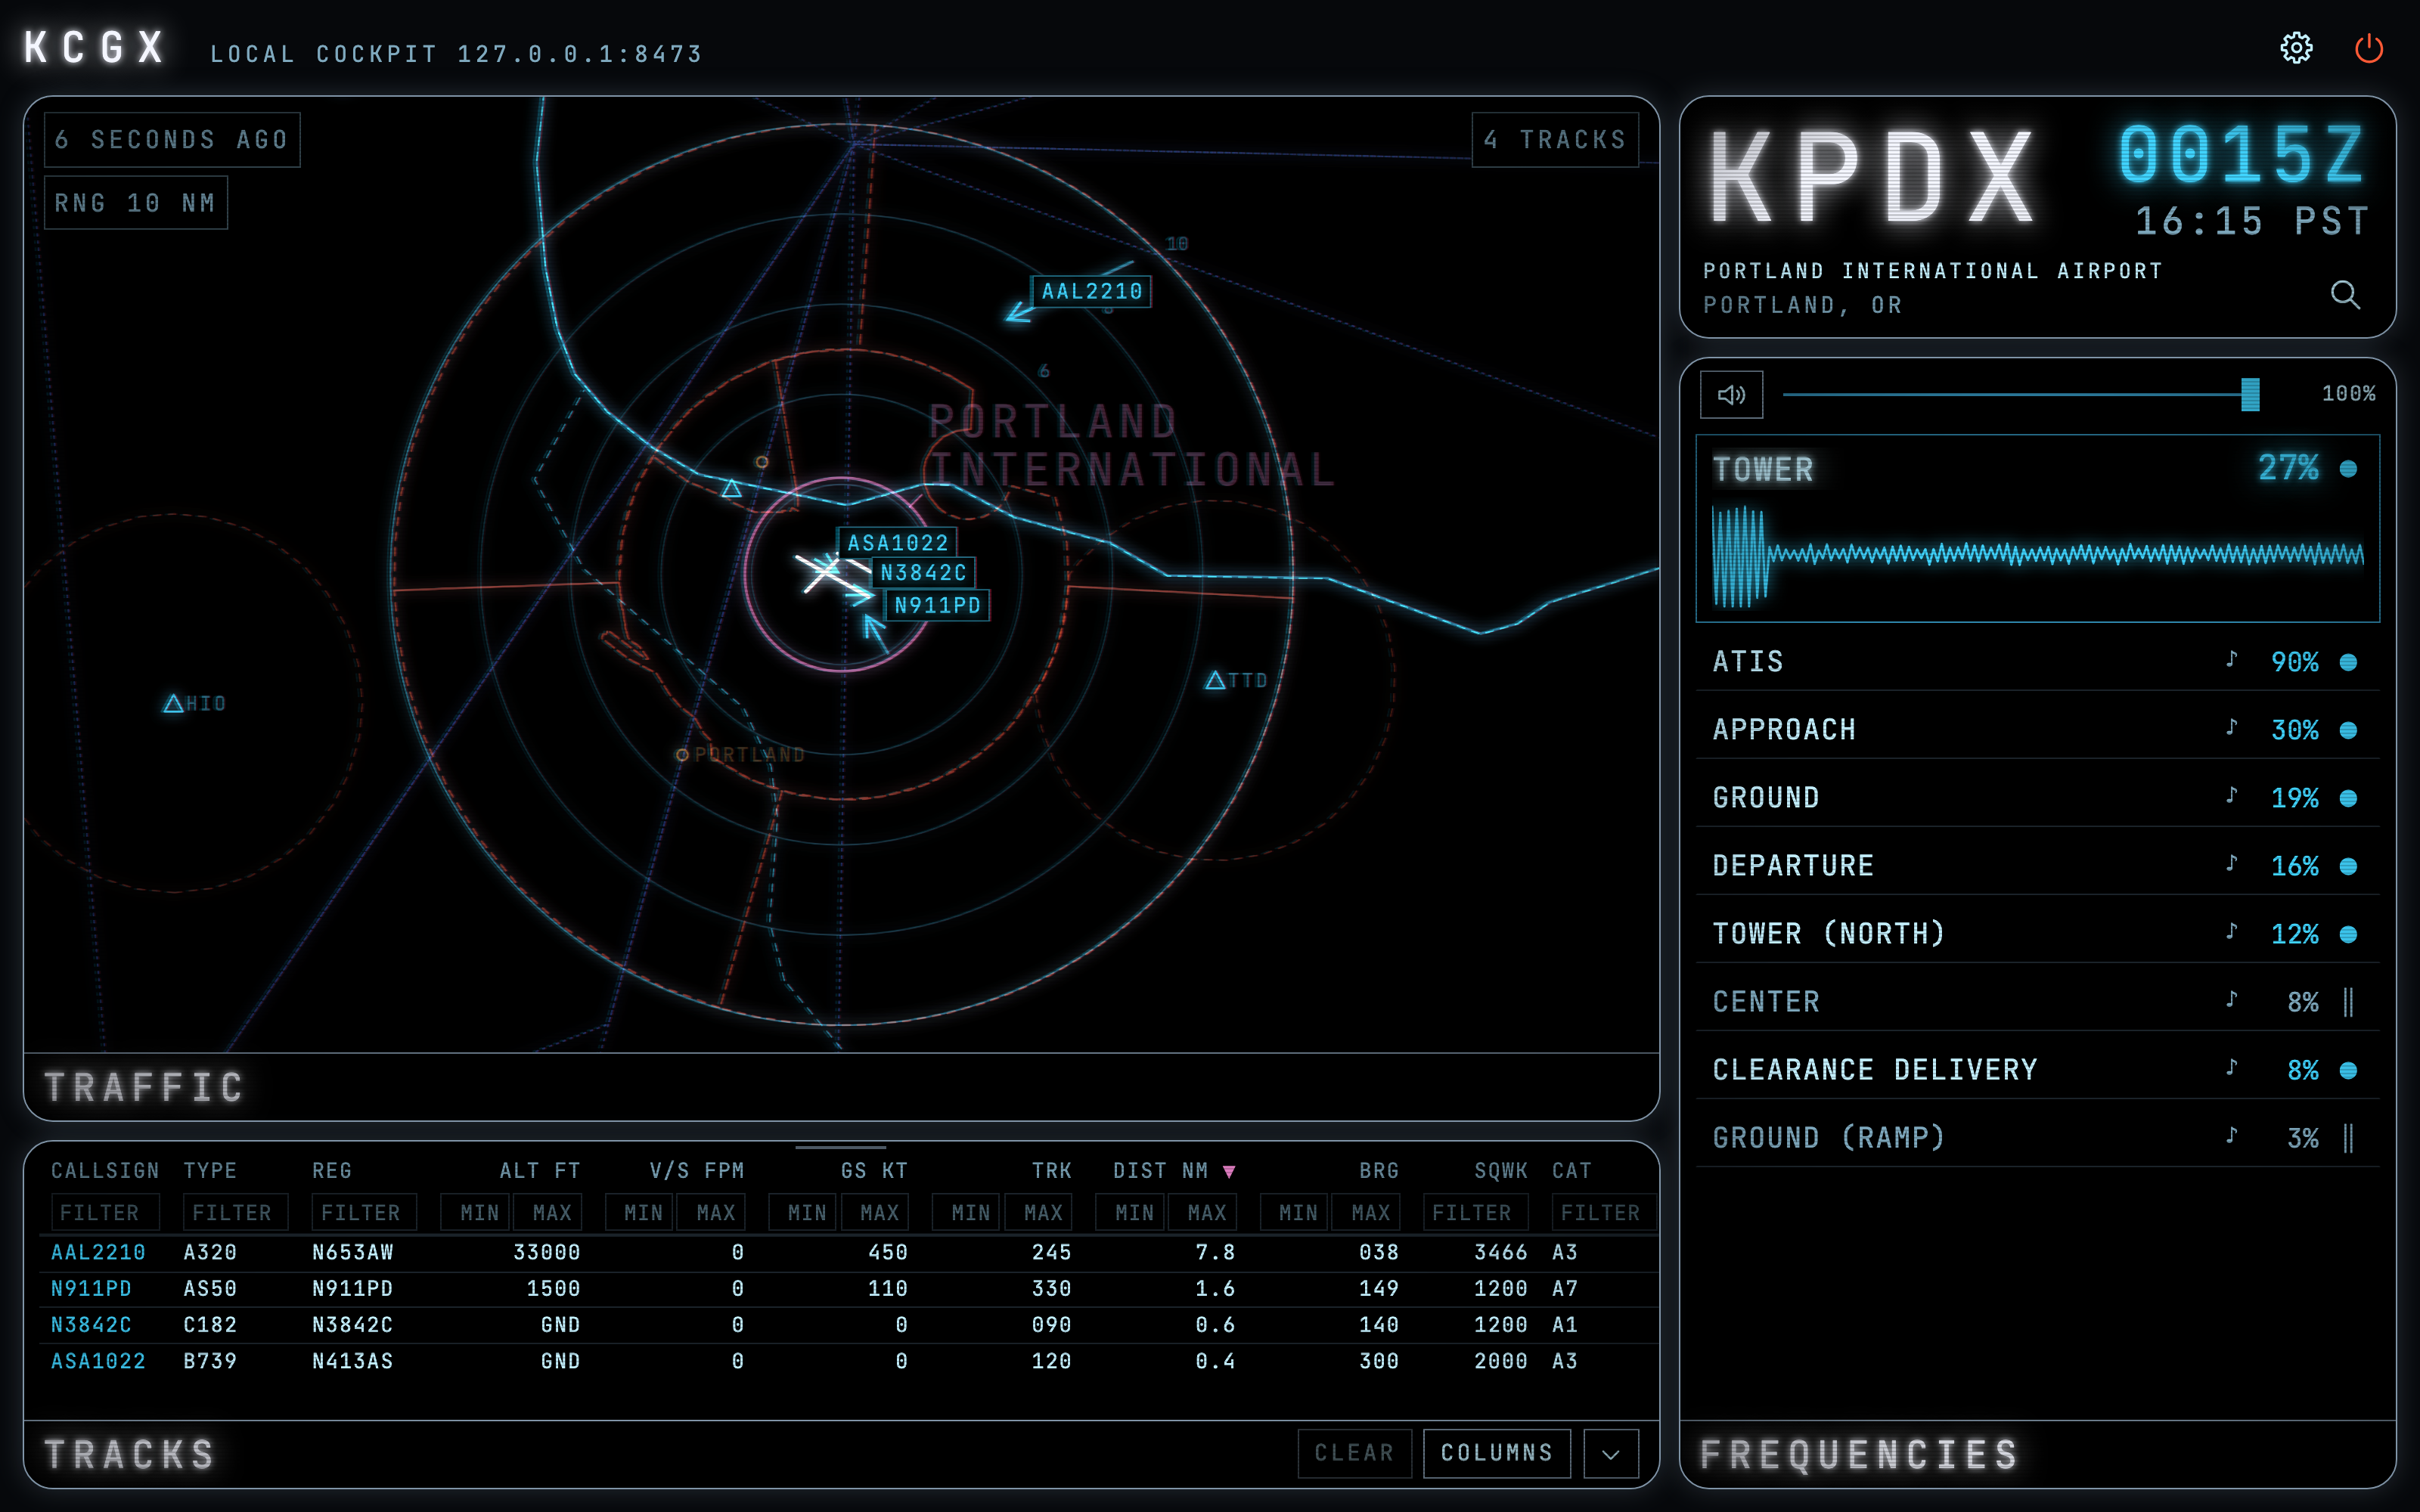 KCGX LOCAL COCKPIT 127.0.0.1:8473
6 SECONDS AGO
RNG 10 NM
4 TRACKS
10
AAL2210
6
PORTLAND
INTERNATIONAL
ASA1022
N3842C
N911PD
HIO
TTD
PORTLAND
TRAFFIC
CALLSIGN TYPE REG ALT FT V/S FPM GS KT TRK DIST NM ▼ BRG SQWK CAT
FILTER FILTER FILTER MIN MAX MIN MAX MIN MAX MIN MAX MIN MAX MIN MAX FILTER FILTER
AAL2210 A320 N653AW 33000 0 450 245 7.8 038 3466 A3
N911PD AS50 N911PD 1500 0 110 330 1.6 149 1200 A7
N3842C C182 N3842C GND 0 0 090 0.6 140 1200 A1
ASA1022 B739 N413AS GND 0 0 120 0.4 300 2000 A3
TRACKS
CLEAR COLUMNS
KPDX 0015Z
16:15 PST
PORTLAND INTERNATIONAL AIRPORT
PORTLAND, OR
100%
TOWER 27%
ATIS ♪ 90%
APPROACH ♪ 30%
GROUND ♪ 19%
DEPARTURE ♪ 16%
TOWER (NORTH) ♪ 12%
CENTER ♪ 8%
CLEARANCE DELIVERY ♪ 8%
GROUND (RAMP) ♪ 3%
FREQUENCIES